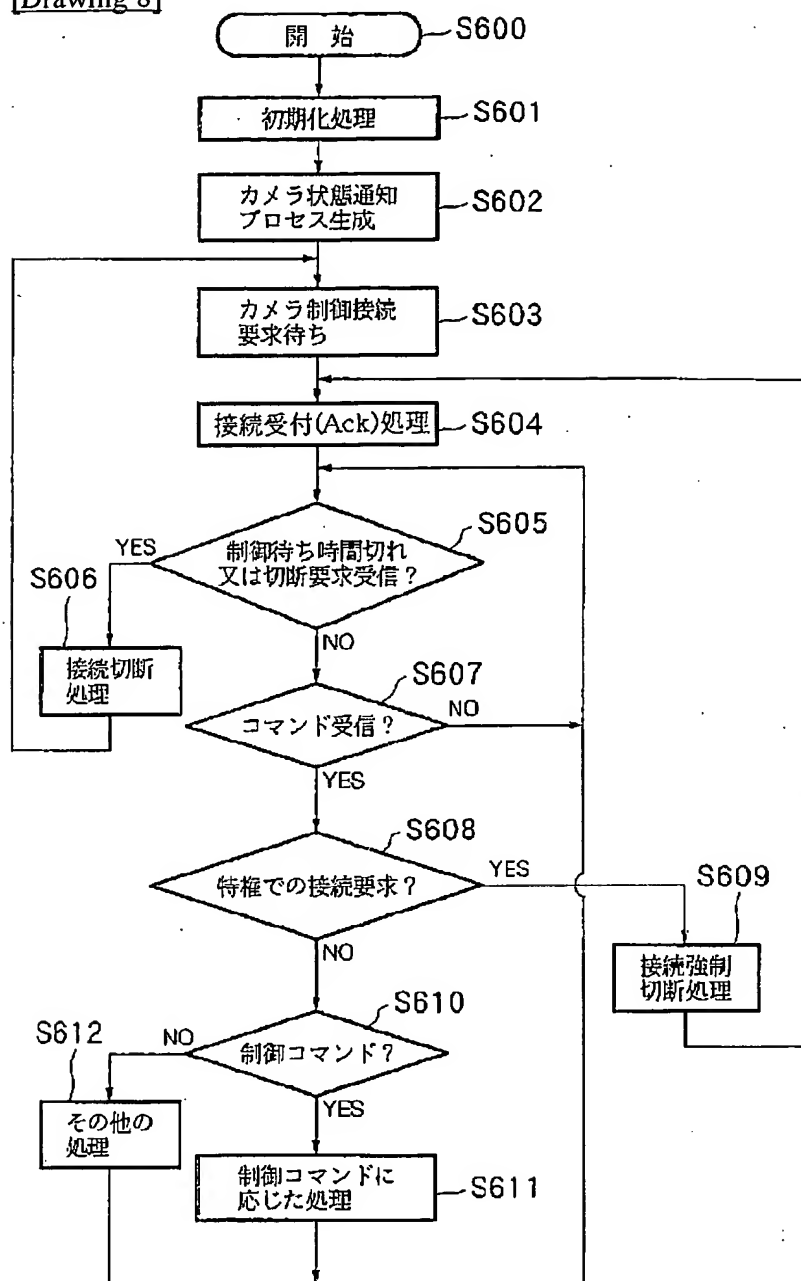 [Drawing 8]
開 始
S600
初期化処理
S601
カメラ状態通知
プロセス生成
S602
カメラ制御接続
要求待ち
S603
接続受付(Ack)処理
S604
S605
YES
制御待ち時間切れ
又は切断要求受信?
S606
NO
接続切断
処理
S607
コマンド受信?
NO
YES
S608
特権での接続要求?
YES
S609
NO
接続強制
切断処理
S610
S612
NO
制御コマンド?
YES
その他の
処理
制御コマンドに
応じた処理
S611